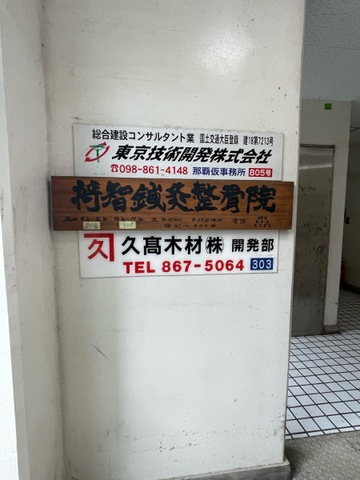 総合建設コンサルタント業 国土交通大臣登録 建18第7213号
東京技術開発株式会社
☎098-861-4148 那覇仮事務所 805号
智鍼灸整骨院
久髙木材㈱ 開発部
TEL 867-5064 303